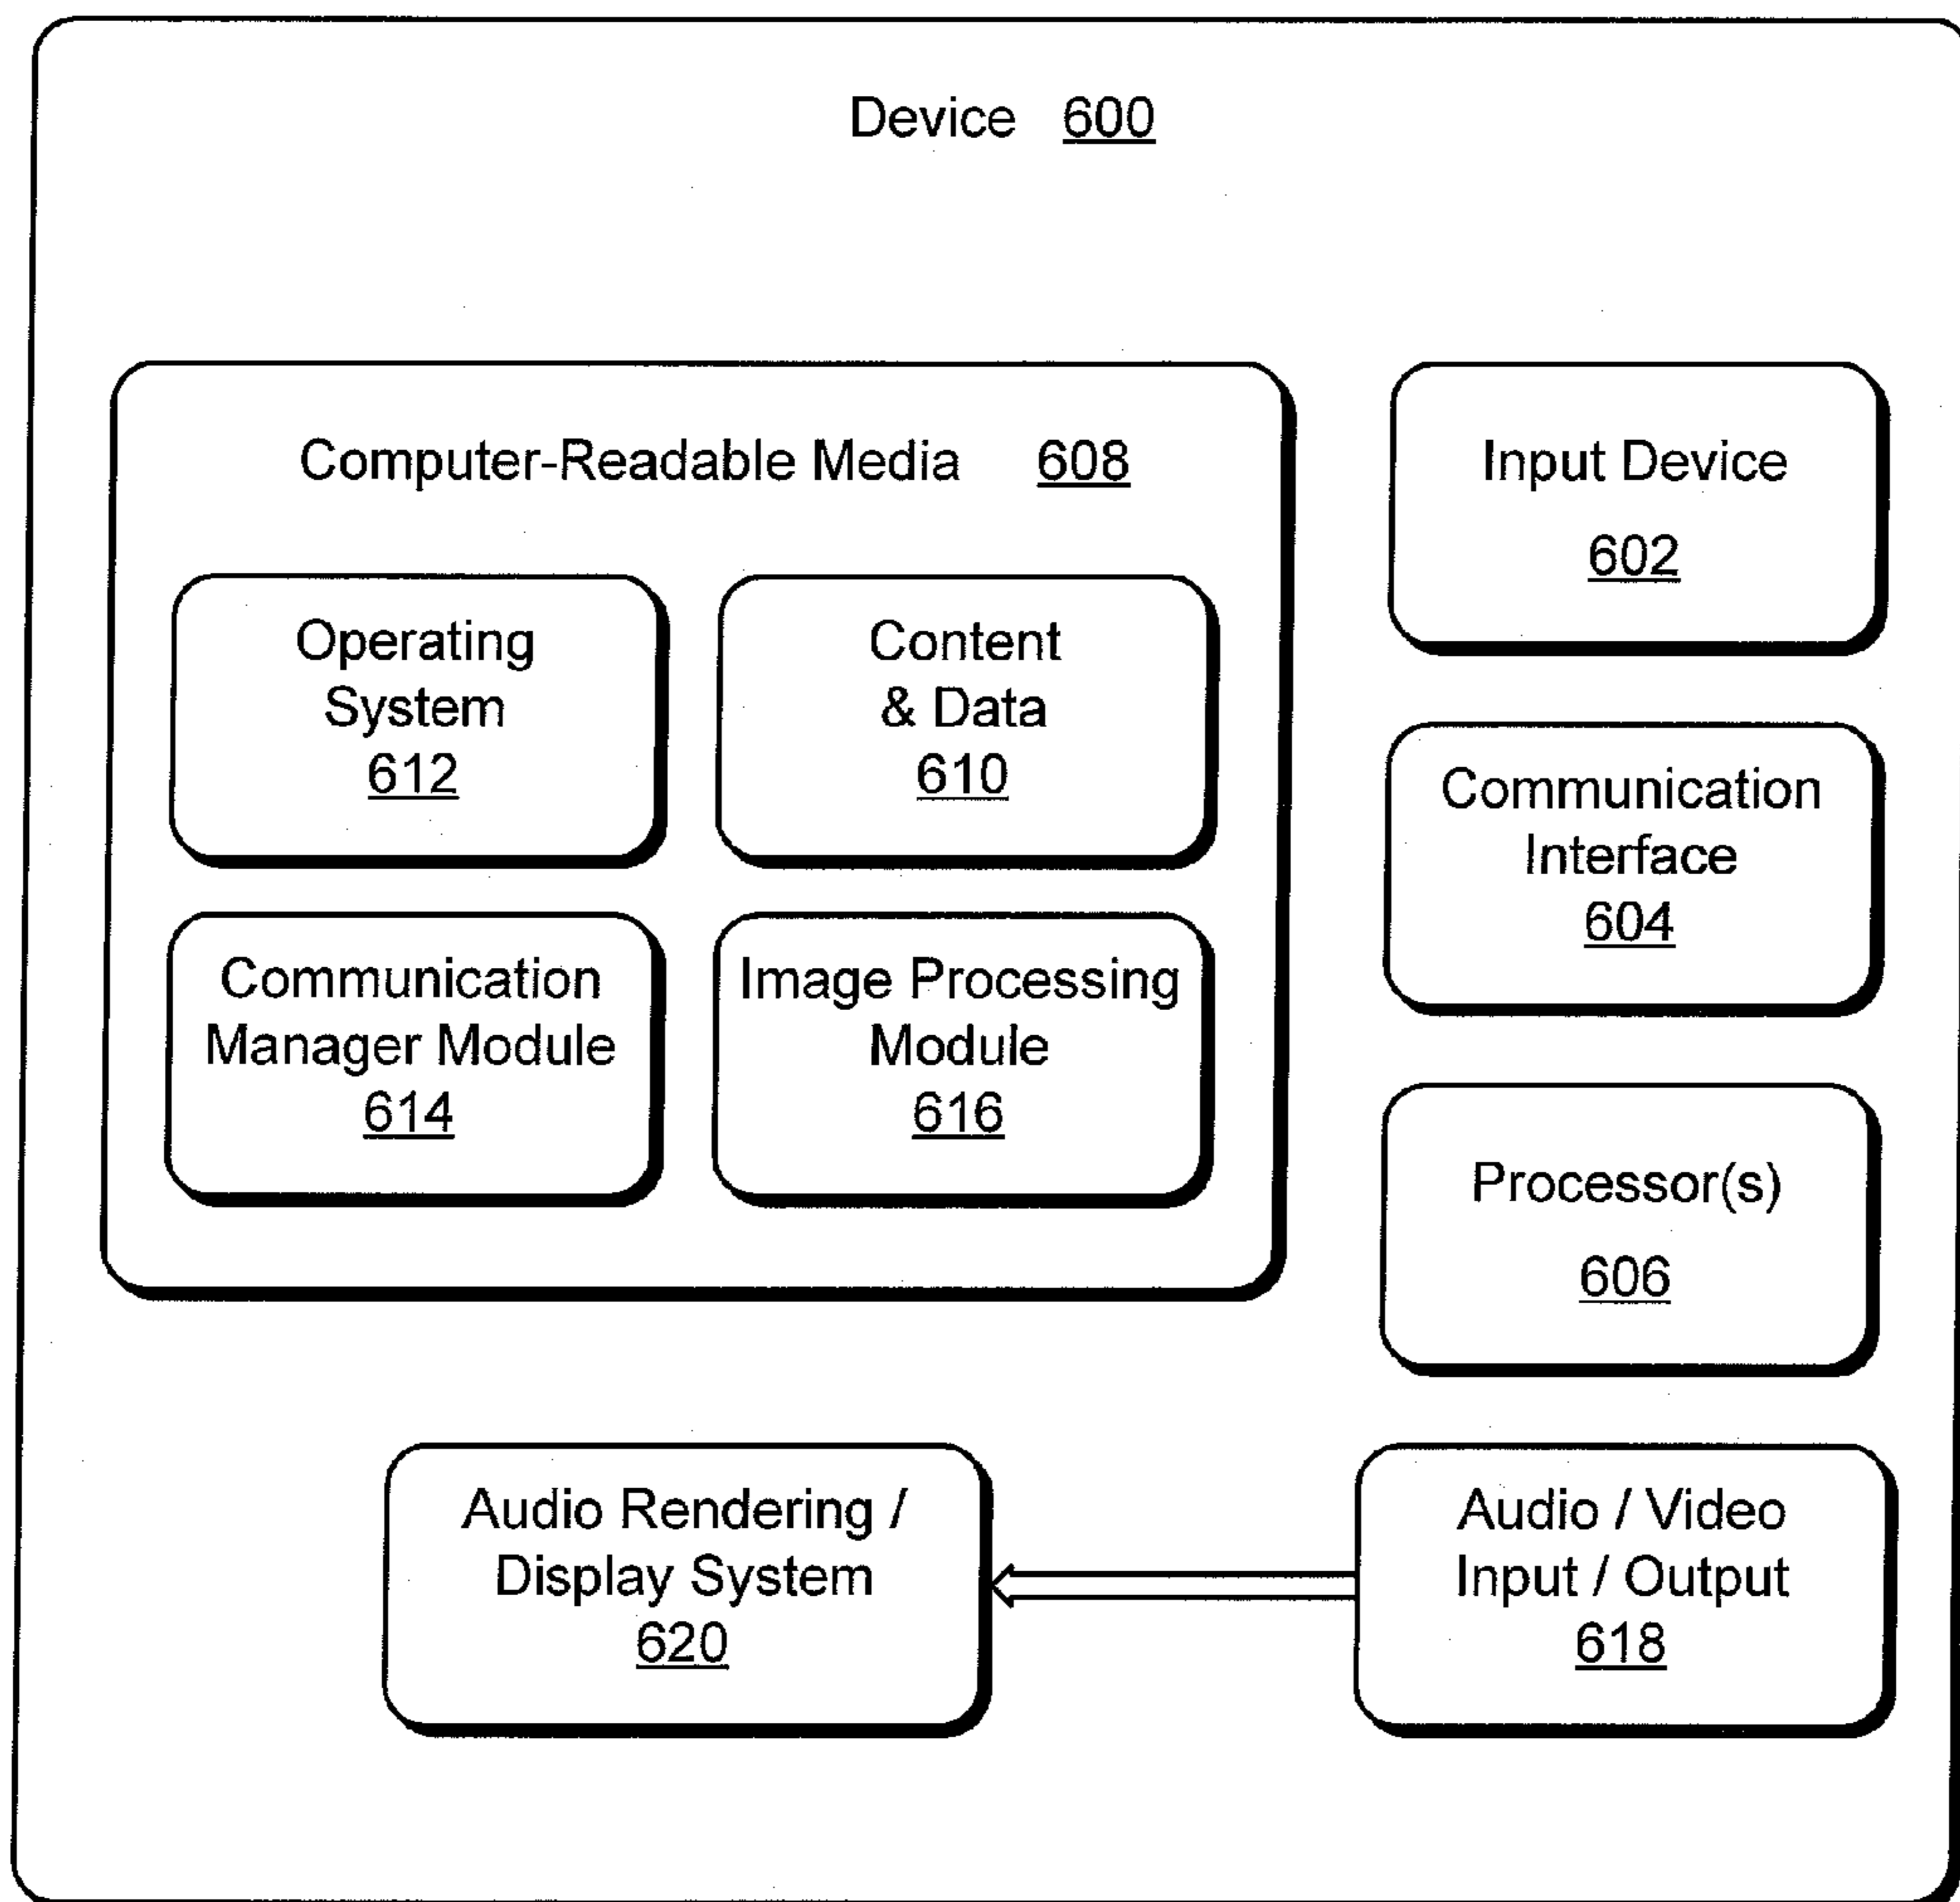 Device 600
Computer-Readable Media 608
Operating
System
612
Content
& Data
610
Communication
Manager Module
614
Image Processing
Module
616
Input Device
602
Communication
Interface
604
Processor(s)
606
Audio Rendering /
Display System
620
Audio / Video
Input / Output
618